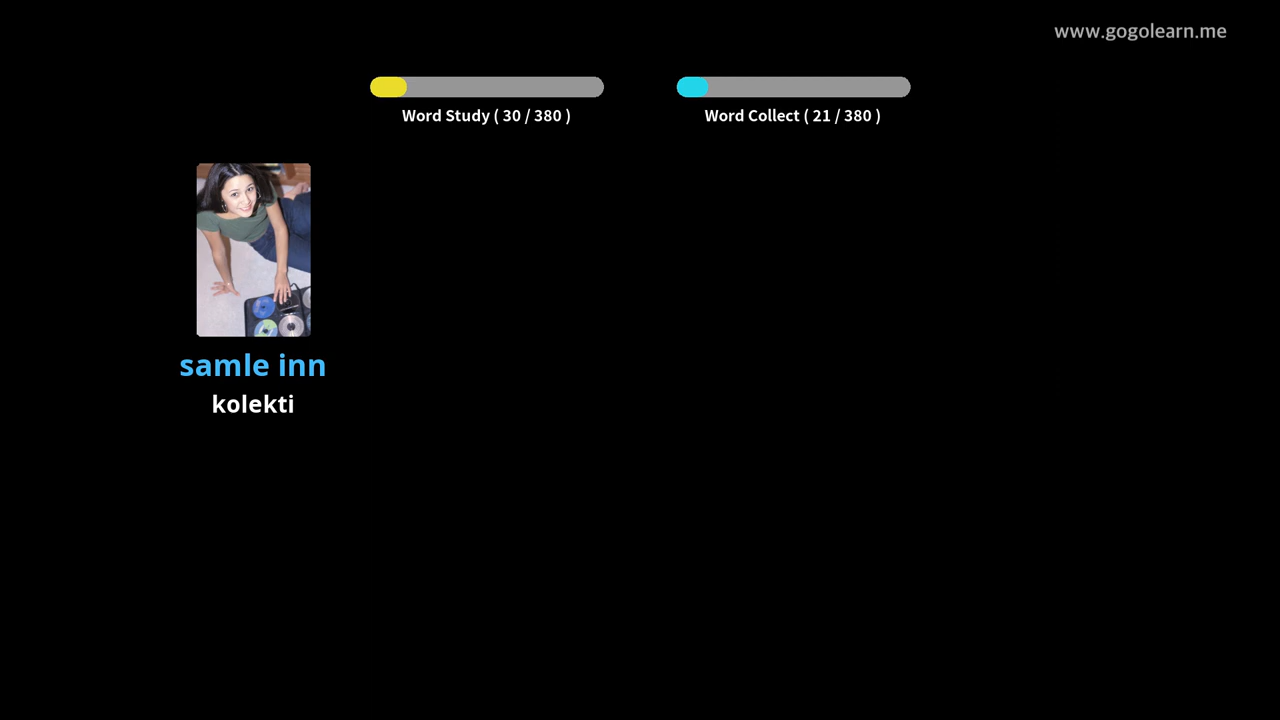 www.gogolearn.me
Word Study ( 30 / 380 )
Word Collect ( 21 / 380 )
samle inn
kolekti